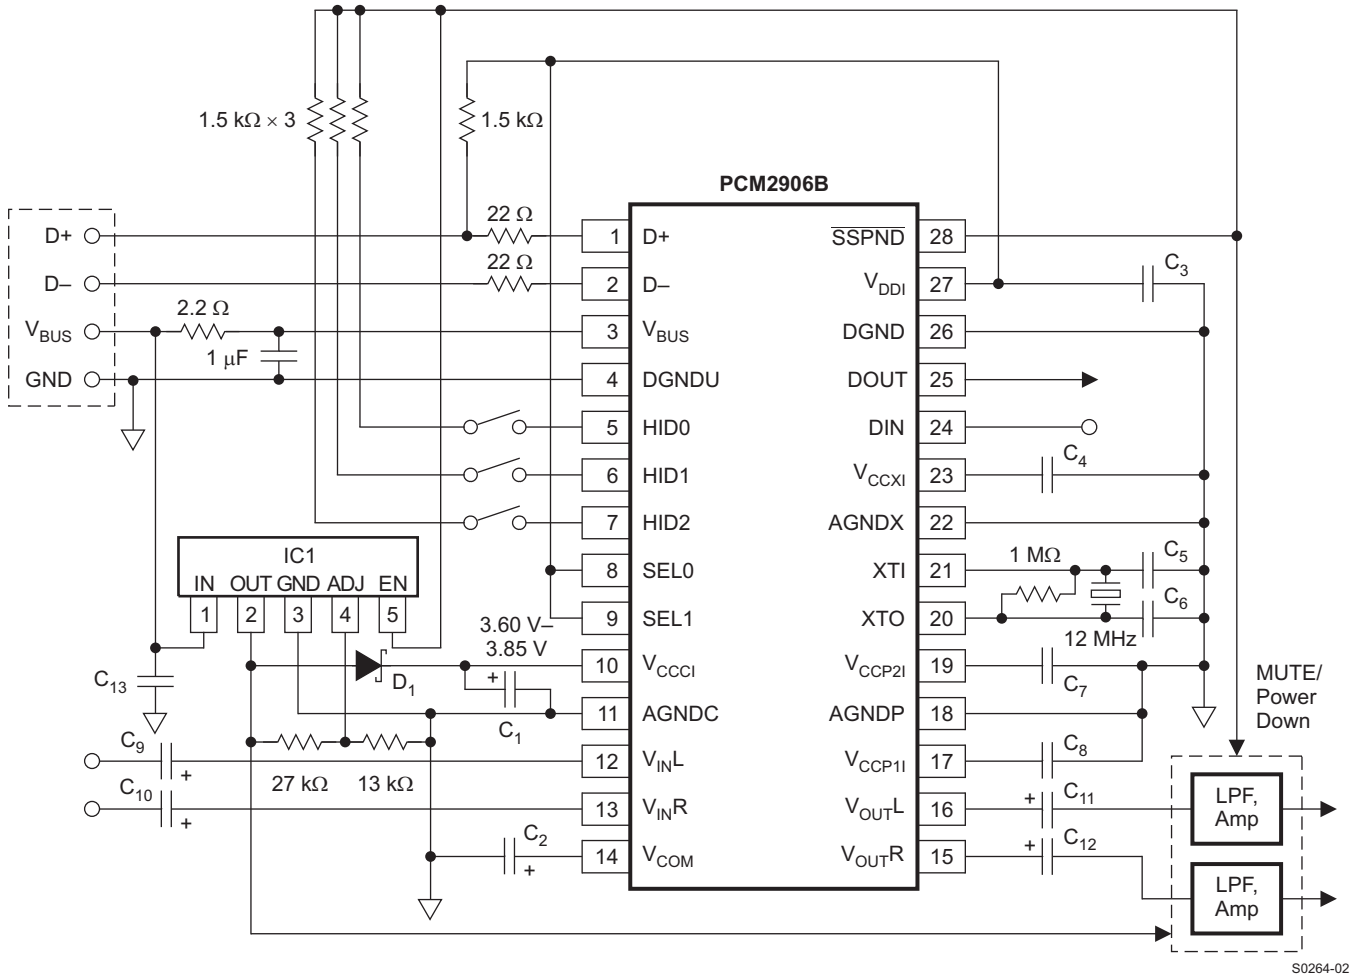 1.5 kΩ × 3
1.5 kΩ
PCM2906B
D+
D–
VBUS
GND
22 Ω
22 Ω
2.2 Ω
1 μF
1 D+
2 D–
3 VBUS
4 DGNDU
5 HID0
6 HID1
7 HID2
8 SEL0
9 SEL1
10 VCCCI
11 AGNDC
12 VINL
13 VINR
14 VCOM
SSPND 28
VDDI 27
DGND 26
DOUT 25
DIN 24
VCCXI 23
AGNDX 22
XTI 21
XTO 20
VCCP2I 19
AGNDP 18
VCCP1I 17
VOUTL 16
VOUTR 15
C3
C4
1 MΩ
C5
C6
12 MHz
C7
C8
+ C11
+ C12
MUTE/
Power
Down
LPF,
Amp
LPF,
Amp
IC1
IN OUT GND ADJ EN
1 2 3 4 5
3.60 V–
3.85 V
D1
+
C1
C13
C9
+
C10
+
27 kΩ 13 kΩ
C2
+
S0264-02